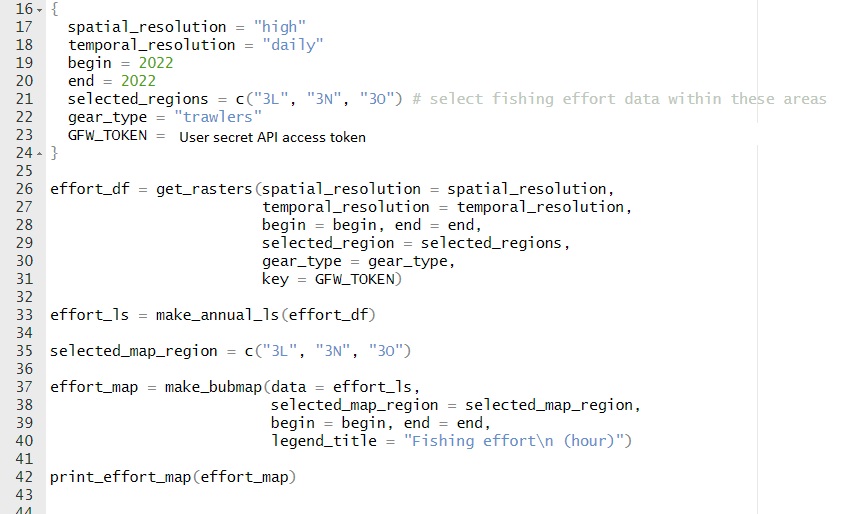 16 {
17 spatial_resolution = "high"
18 temporal_resolution = "daily"
19 begin = 2022
20 end = 2022
21 selected_regions = c("3L", "3N", "3O") # select fishing effort data within these areas
22 gear_type = "trawlers"
23 GFW_TOKEN = User secret API access token
24 }
25
26 effort_df = get_rasters(spatial_resolution = spatial_resolution,
27 temporal_resolution = temporal_resolution,
28 begin = begin, end = end,
29 selected_region = selected_regions,
30 gear_type = gear_type,
31 key = GFW_TOKEN)
32
33 effort_ls = make_annual_ls(effort_df)
34
35 selected_map_region = c("3L", "3N", "3O")
36
37 effort_map = make_bubmap(data = effort_ls,
38 selected_map_region = selected_map_region,
39 begin = begin, end = end,
40 legend_title = "Fishing effort\n (hour)")
41
42 print_effort_map(effort_map)
43
44